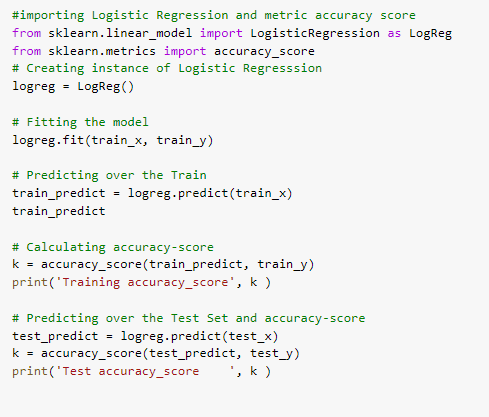 #importing Logistic Regression and metric accuracy score
from sklearn.linear_model import LogisticRegression as LogReg
from sklearn.metrics import accuracy_score
# Creating instance of Logistic Regresssion
logreg = LogReg()

# Fitting the model
logreg.fit(train_x, train_y)

# Predicting over the Train
train_predict = logreg.predict(train_x)
train_predict

# Calculating accuracy-score
k = accuracy_score(train_predict, train_y)
print('Training accuracy_score', k )

# Predicting over the Test Set and accuracy-score
test_predict = logreg.predict(test_x)
k = accuracy_score(test_predict, test_y)
print('Test accuracy_score    ', k )